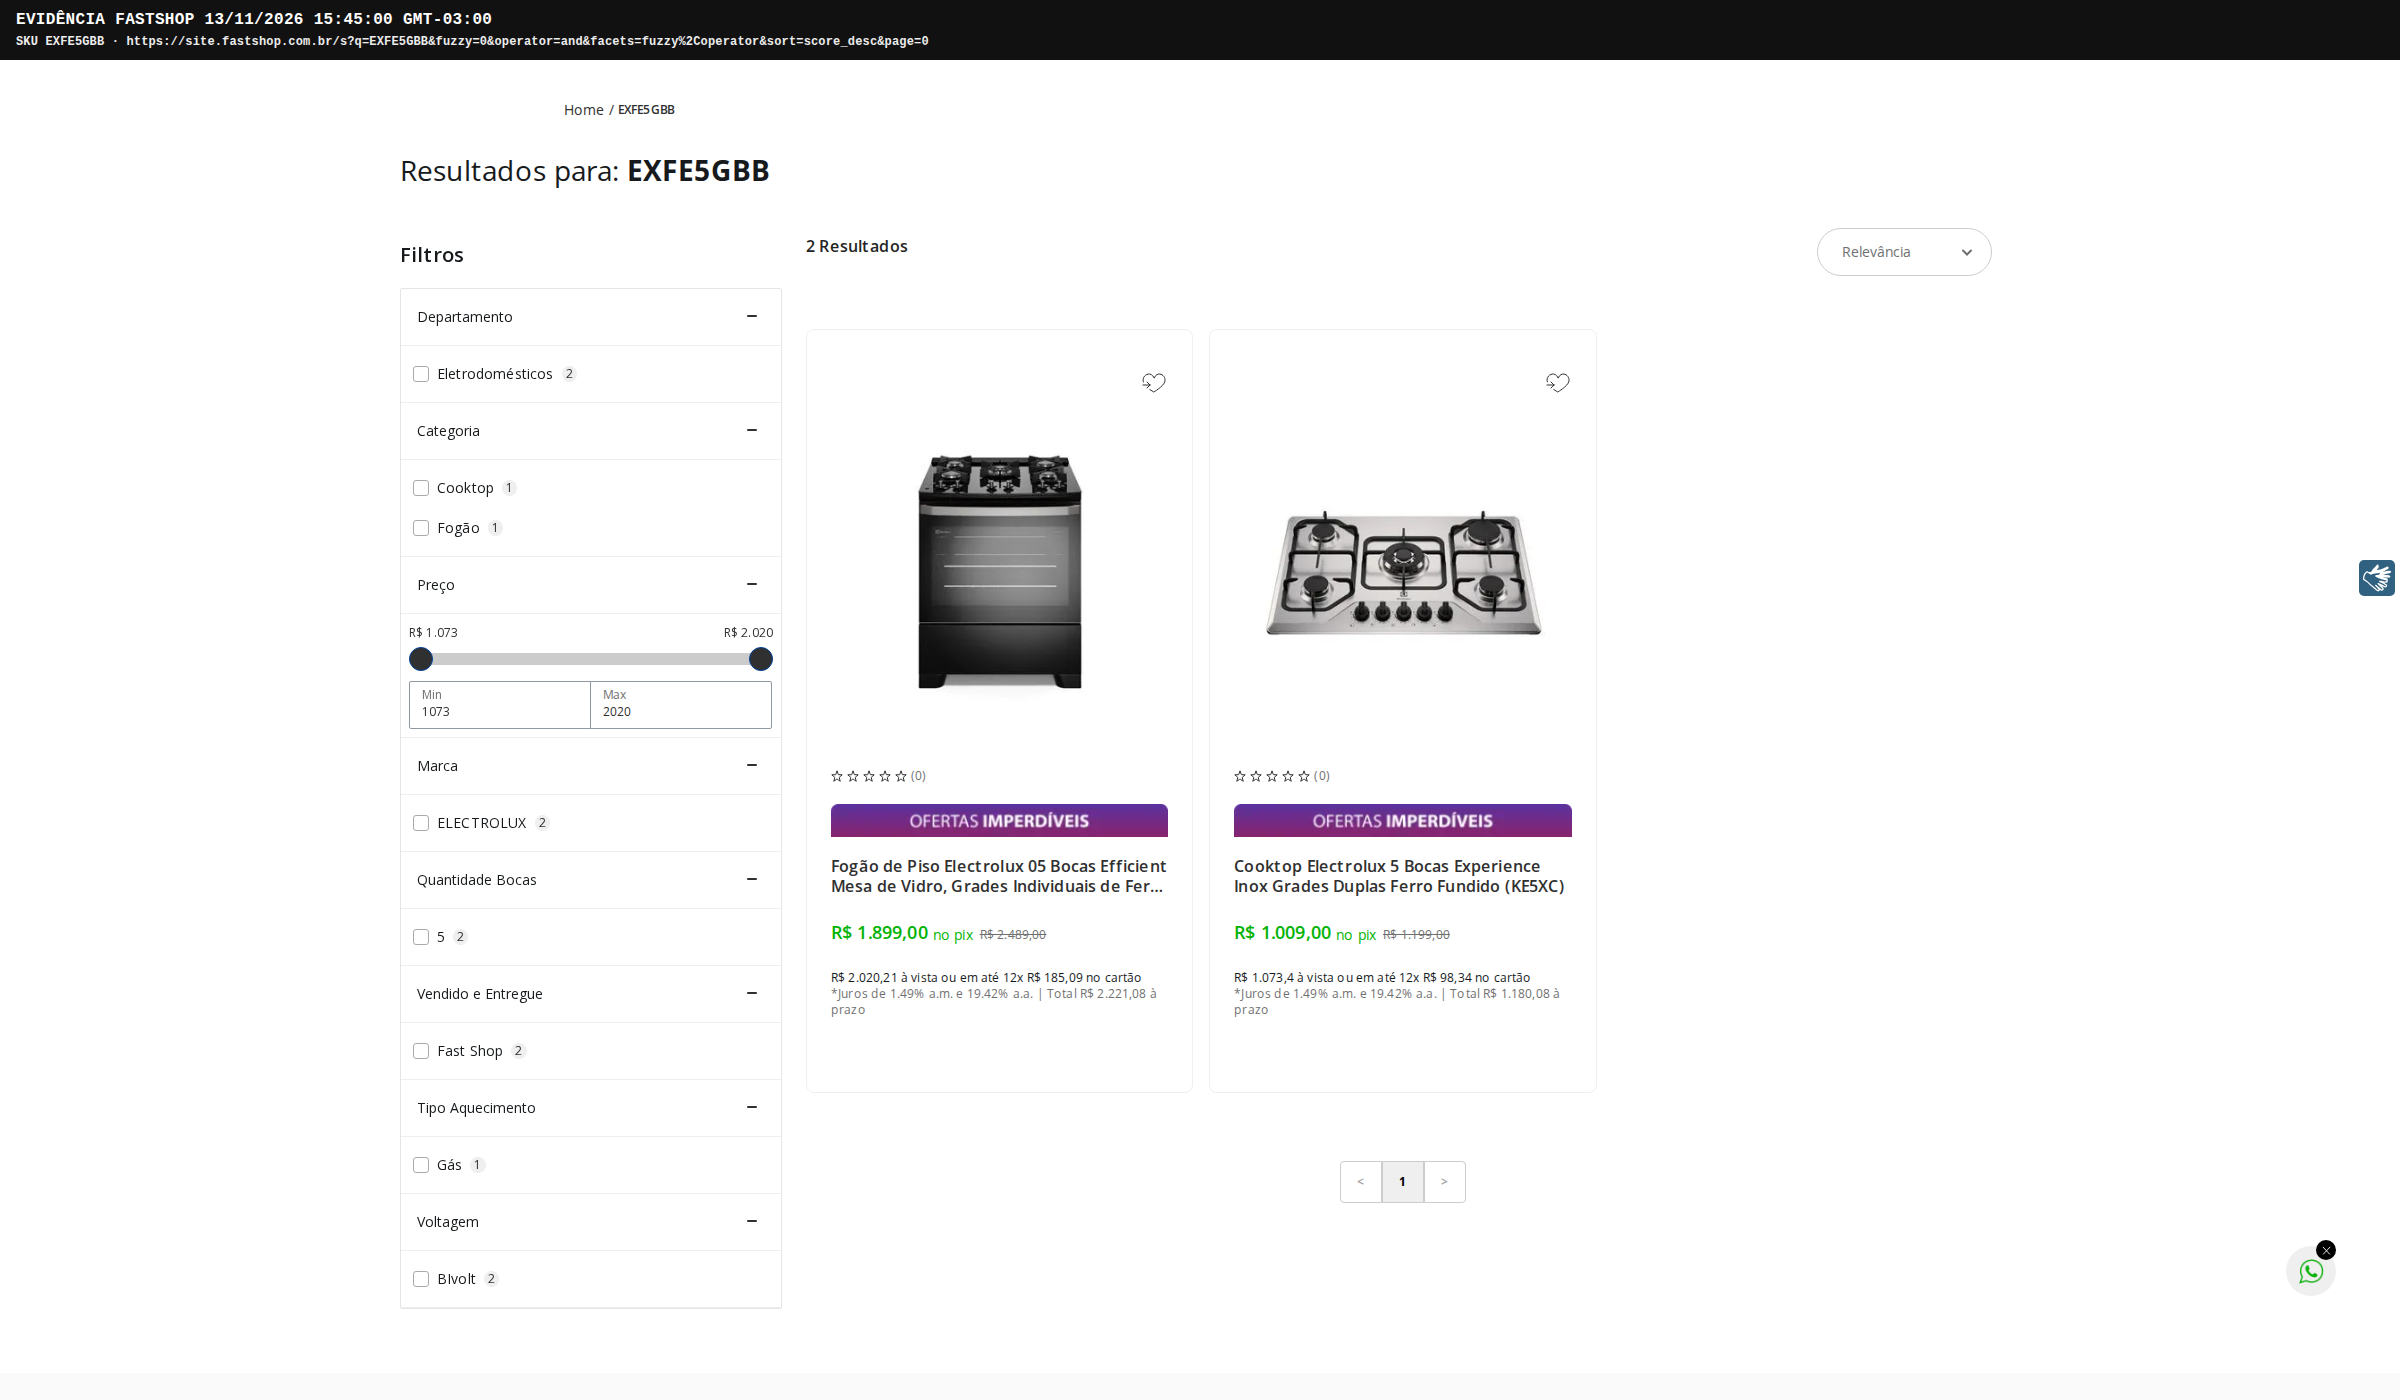 EVIDÊNCIA FASTSHOP 13/11/2026 15:45:00 GMT-03:00
SKU EXFE5GBB · https://site.fastshop.com.br/s?q=EXFE5GBB&fuzzy=0&operator=and&facets=fuzzy%2Coperator&sort=score_desc&page=0
Home / EXFE5GBB
Resultados para: EXFE5GBB
Filtros
Departamento
Eletrodomésticos 2
Categoria
Cooktop 1
Fogão 1
Preço
R$ 1.073 R$ 2.020
Min Max
1073 2020
Marca
ELECTROLUX 2
Quantidade Bocas
5 2
Vendido e Entregue
Fast Shop 2
Tipo Aquecimento
Gás 1
Voltagem
BIvolt 2
2 Resultados
Relevância
(0)
OFERTAS IMPERDÍVEIS
Fogão de Piso Electrolux 05 Bocas Efficient
Mesa de Vidro, Grades Individuais de Fer...
R$ 1.899,00 no pix R$ 2.489,00
R$ 2.020,21 à vista ou em até 12x R$ 185,09 no cartão
*Juros de 1.49% a.m. e 19.42% a.a. | Total R$ 2.221,08 à
prazo
(0)
OFERTAS IMPERDÍVEIS
Cooktop Electrolux 5 Bocas Experience
Inox Grades Duplas Ferro Fundido (KE5XC)
R$ 1.009,00 no pix R$ 1.199,00
R$ 1.073,4 à vista ou em até 12x R$ 98,34 no cartão
*Juros de 1.49% a.m. e 19.42% a.a. | Total R$ 1.180,08 à
prazo
< 1 >